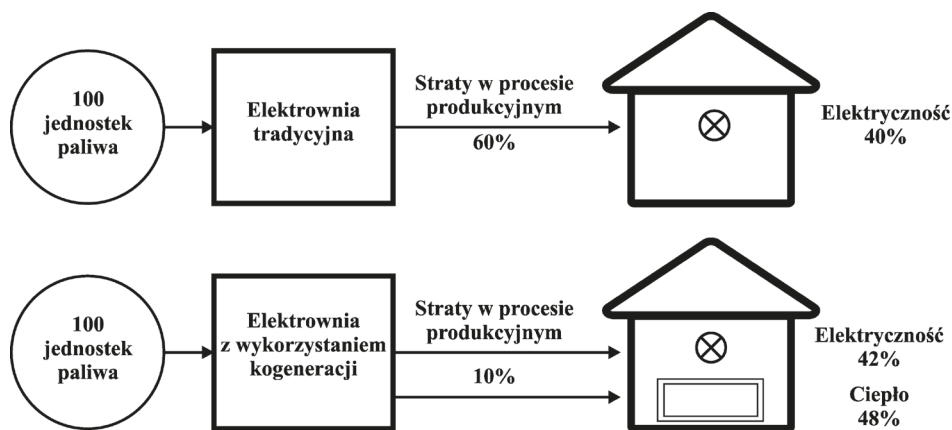 100
jednostek
paliwa
Elektrownia
tradycyjna
Straty w procesie
produkcyjnym
60%
Elektryczność
40%
100
jednostek
paliwa
Elektrownia
z wykorzystaniem
kogeneracji
Straty w procesie
produkcyjnym
10%
Elektryczność
42%
Ciepło
48%